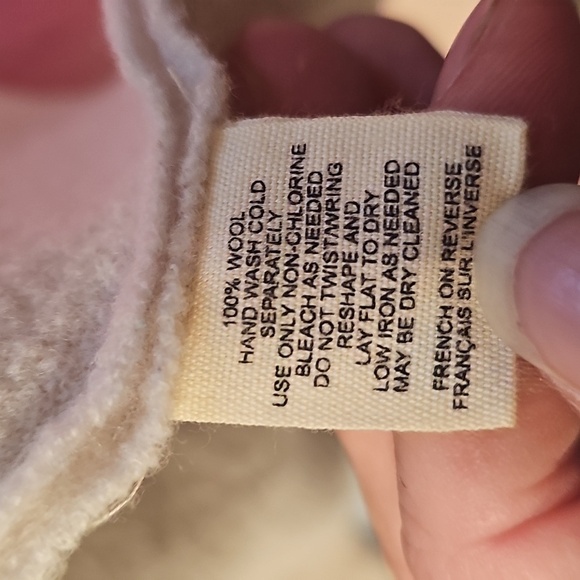 100% WOOL
HAND WASH COLD
SEPARATELY
USE ONLY NON-CHLORINE
BLEACH AS NEEDED
DO NOT TWIST/WRING
RESHAPE AND
LAY FLAT TO DRY
LOW IRON AS NEEDED
MAY BE DRY CLEANED
FRENCH ON REVERSE
FRANÇAIS SUR L'INVERSE